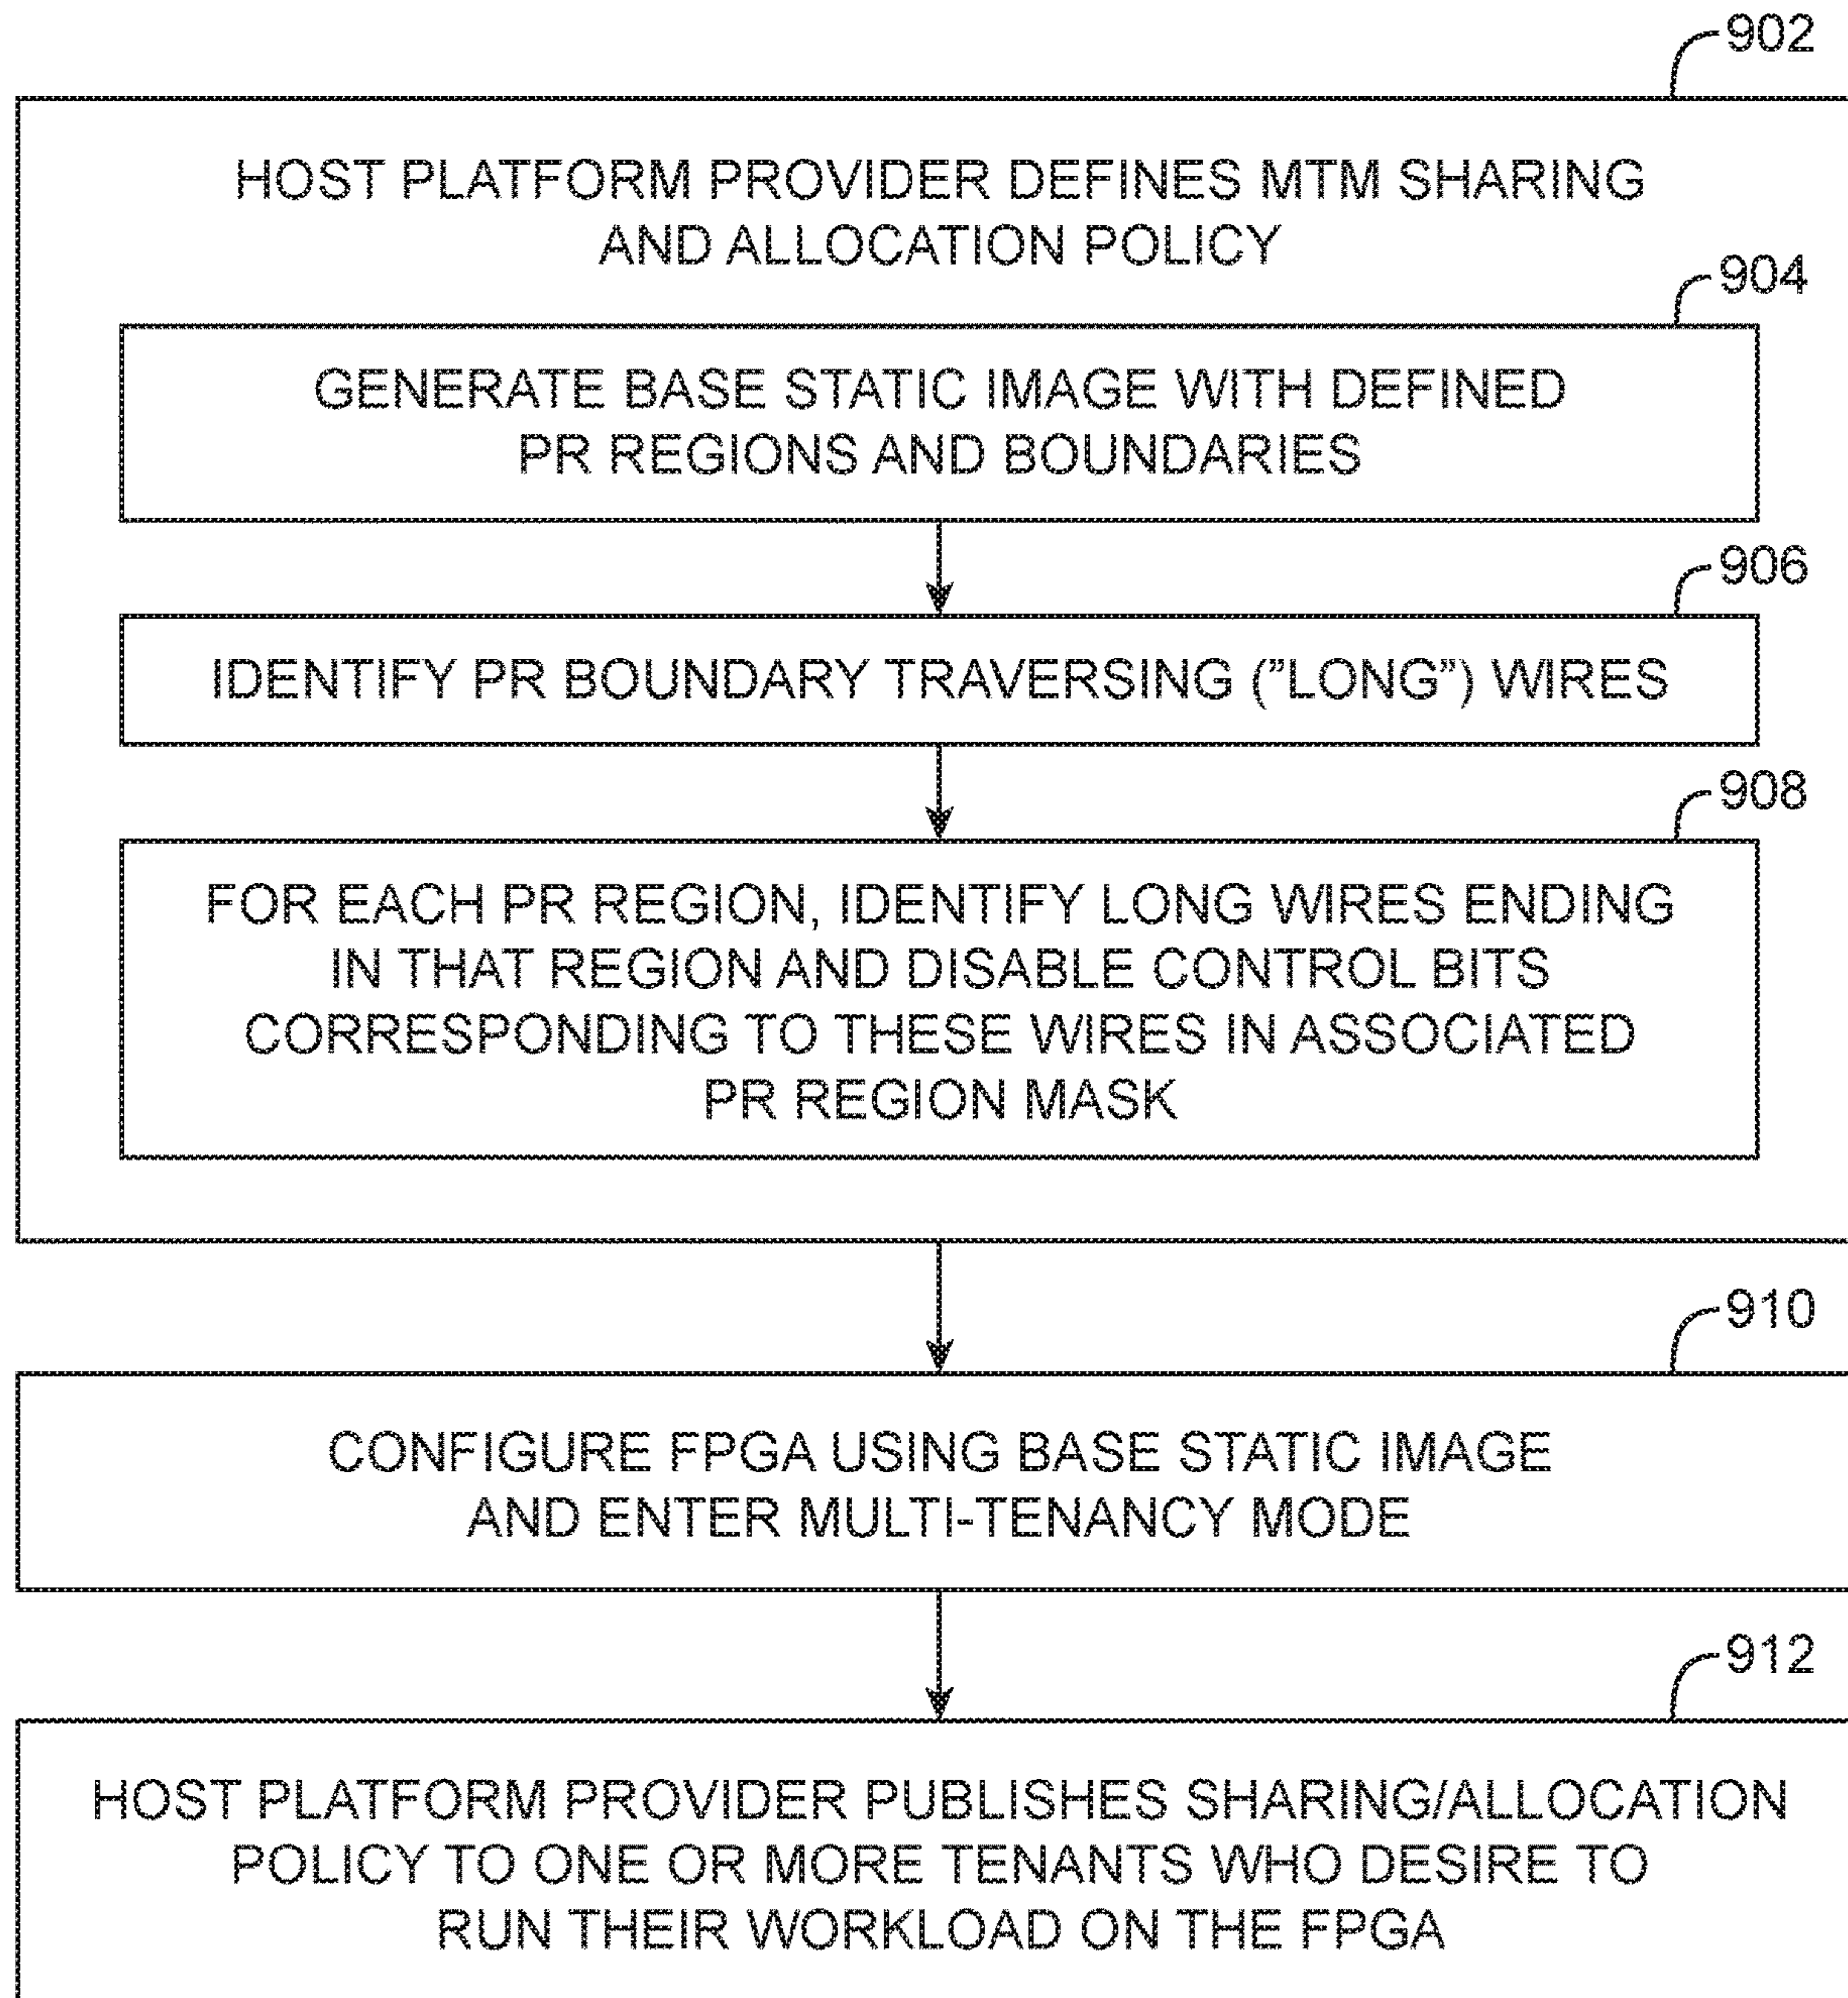 902
HOST PLATFORM PROVIDER DEFINES MTM SHARING
AND ALLOCATION POLICY
904
GENERATE BASE STATIC IMAGE WITH DEFINED
PR REGIONS AND BOUNDARIES
906
IDENTIFY PR BOUNDARY TRAVERSING (”LONG”) WIRES
908
FOR EACH PR REGION, IDENTIFY LONG WIRES ENDING
IN THAT REGION AND DISABLE CONTROL BITS
CORRESPONDING TO THESE WIRES IN ASSOCIATED
PR REGION MASK
910
CONFIGURE FPGA USING BASE STATIC IMAGE
AND ENTER MULTI-TENANCY MODE
912
HOST PLATFORM PROVIDER PUBLISHES SHARING/ALLOCATION
POLICY TO ONE OR MORE TENANTS WHO DESIRE TO
RUN THEIR WORKLOAD ON THE FPGA